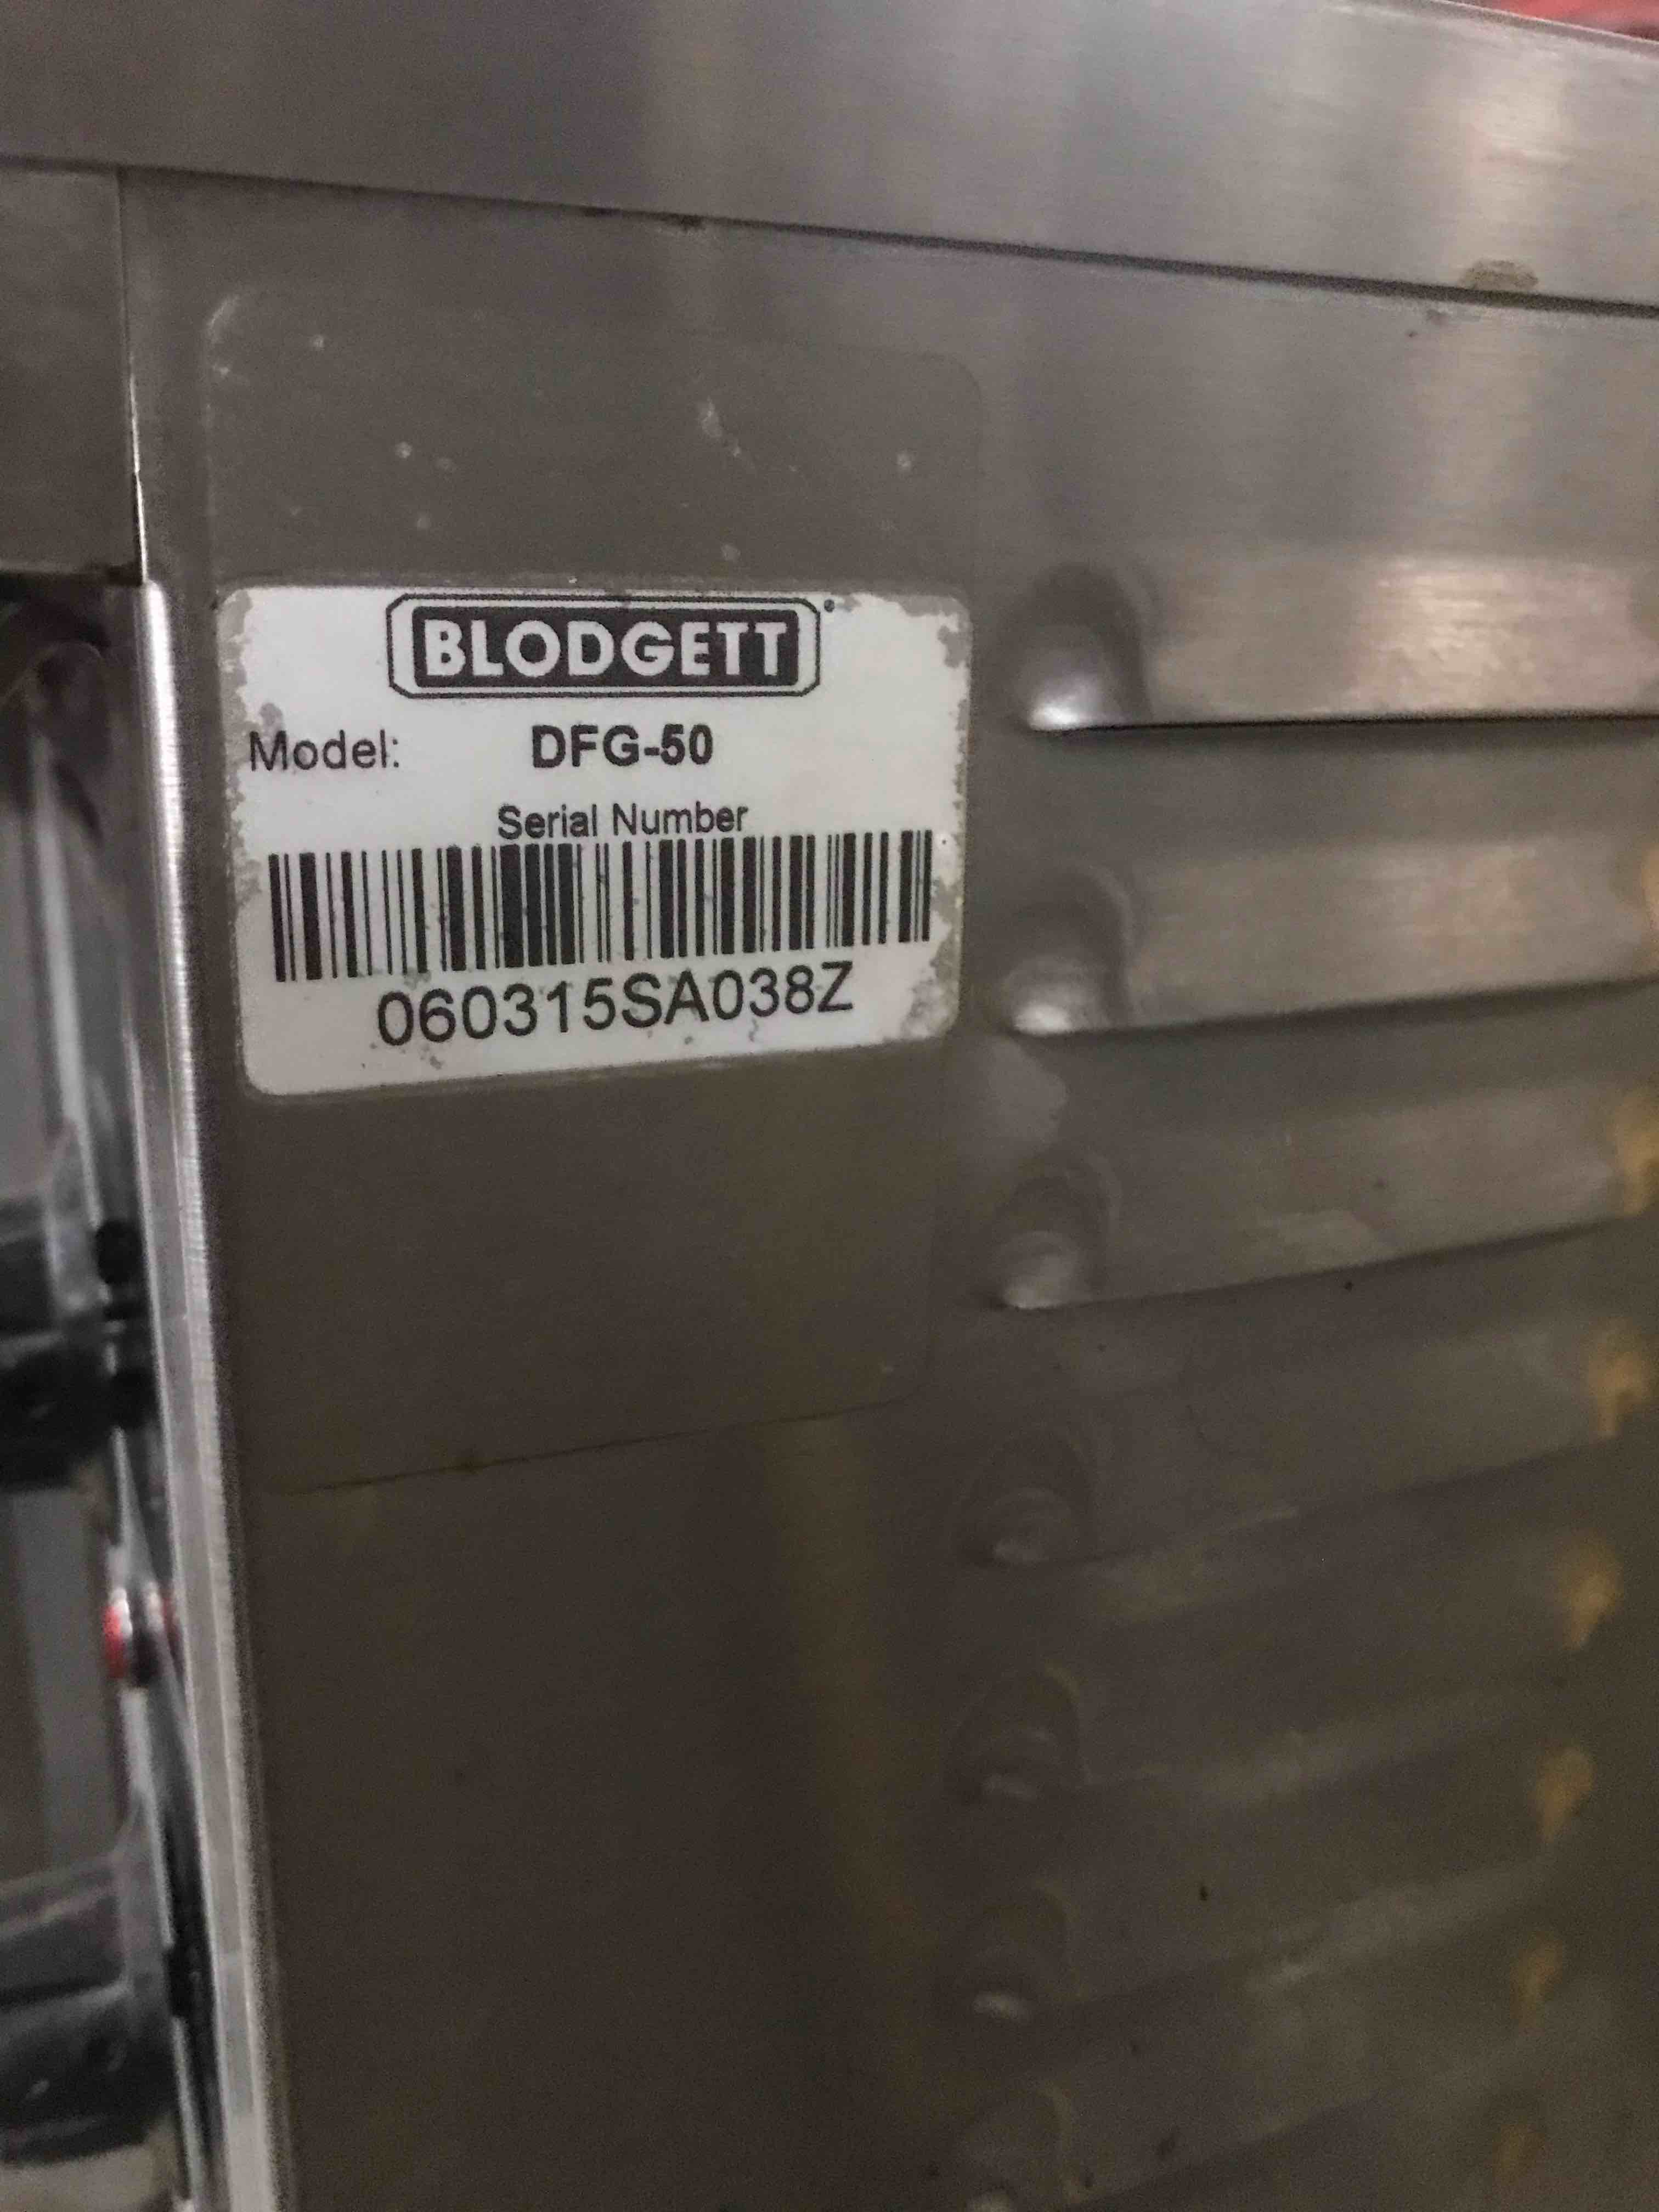 BLODGETT
Model: DFG-50
Serial Number
060315SA038Z